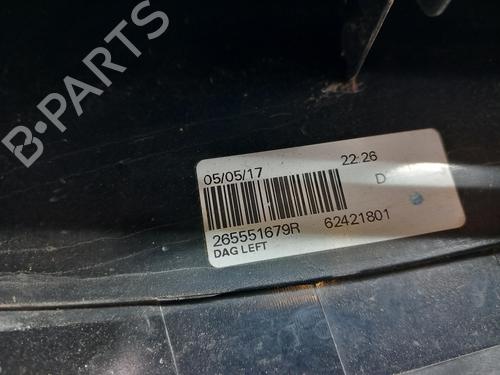 B-PARTS
05/05/17 22:26
D
265551679R 62421801
DAG LEFT